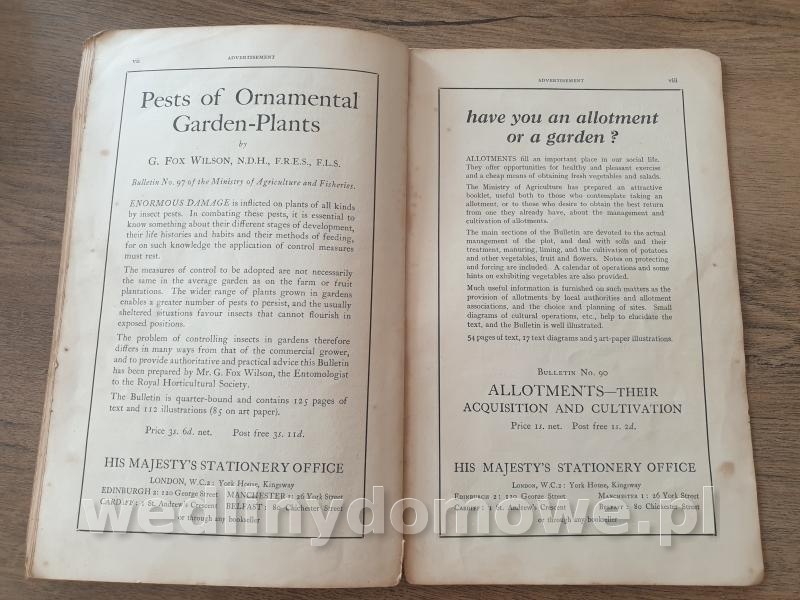 vii
ADVERTISEMENT
Pests of Ornamental
Garden-Plants
by
G. FOX WILSON, N.D.H., F.R.E.S., F.L.S.
Bulletin No. 97 of the Ministry of Agriculture and Fisheries.
ENORMOUS DAMAGE is inflicted on plants of all kinds
by insect pests. In combating these pests, it is essential to
know something about their different stages of development,
their life histories and habits and their methods of feeding,
for on such knowledge the application of control measures
must rest.
The measures of control to be adopted are not necessarily
the same in the average garden as on the farm or fruit
plantations. The wider range of plants grown in gardens
enables a greater number of pests to persist, and the usually
sheltered situations favour insects that cannot flourish in
exposed positions.
The problem of controlling insects in gardens therefore
differs in many ways from that of the commercial grower,
and to provide authoritative and practical advice this Bulletin
has been prepared by Mr. G. Fox Wilson, the Entomologist
to the Royal Horticultural Society.
The Bulletin is quarter-bound and contains 125 pages of
text and 112 illustrations (85 on art paper).
Price 3s. 6d. net. Post free 3s. 11d.
HIS MAJESTY'S STATIONERY OFFICE
LONDON, W.C.2: York House, Kingsway
EDINBURGH 2: 120 George Street MANCHESTER 1: 26 York Street
CARDIFF: 1 St. Andrew's Crescent BELFAST: 80 Chichester Street
or through any bookseller
ADVERTISEMENT
viii
have you an allotment
or a garden ?
ALLOTMENTS fill an important place in our social life.
They offer opportunities for healthy and pleasant exercise
and a cheap means of obtaining fresh vegetables and salads.
The Ministry of Agriculture has prepared an attractive
booklet, useful both to those who contemplate taking an
allotment, or to those who desire to obtain the best return
from one they already have, about the management and
cultivation of allotments.
The main sections of the Bulletin are devoted to the actual
management of the plot, and deal with soils and their
treatment, manuring, liming, and the cultivation of potatoes
and other vegetables, fruit and flowers. Notes on protecting
and forcing are included. A calendar of operations and some
hints on exhibiting vegetables are also provided.
Much useful information is furnished on such matters as the
provision of allotments by local authorities and allotment
associations, and the choice and planning of sites. Small
diagrams of cultural operations, etc., help to elucidate the
text, and the Bulletin is well illustrated.
54 pages of text, 17 text diagrams and 5 art-paper illustrations.
BULLETIN No. 90
ALLOTMENTS—THEIR
ACQUISITION AND CULTIVATION
Price 1s. net. Post free 1s. 2d.
HIS MAJESTY'S STATIONERY OFFICE
LONDON, W.C.2: York House, Kingsway
EDINBURGH 2: 120 George Street MANCHESTER 1: 26 York Street
CARDIFF: 1 St. Andrew's Crescent BELFAST: 80 Chichester Street
or through any bookseller
wedlinydomowe.pl